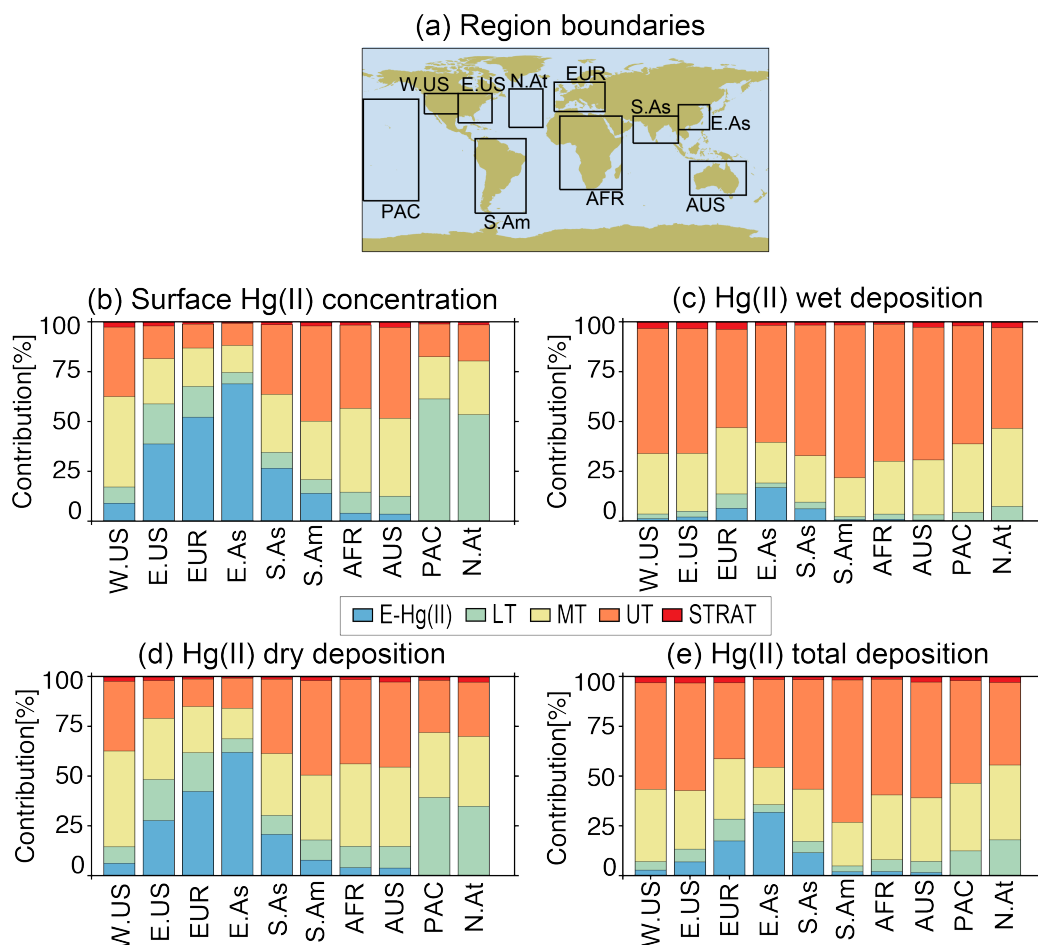 (a) Region boundaries
W.US
E.US
N.At
EUR
S.As
E.As
PAC
S.Am
AFR
AUS
(b) Surface Hg(II) concentration
Contribution[%]
100
75
50
25
0
W.US
E.US
EUR
E.As
S.As
S.Am
AFR
AUS
PAC
N.At
(c) Hg(II) wet deposition
Contribution[%]
100
75
50
25
0
W.US
E.US
EUR
E.As
S.As
S.Am
AFR
AUS
PAC
N.At
E-Hg(II) LT MT UT STRAT
(d) Hg(II) dry deposition
Contribution[%]
100
75
50
25
0
W.US
E.US
EUR
E.As
S.As
S.Am
AFR
AUS
PAC
N.At
(e) Hg(II) total deposition
Contribution[%]
100
75
50
25
0
W.US
E.US
EUR
E.As
S.As
S.Am
AFR
AUS
PAC
N.At